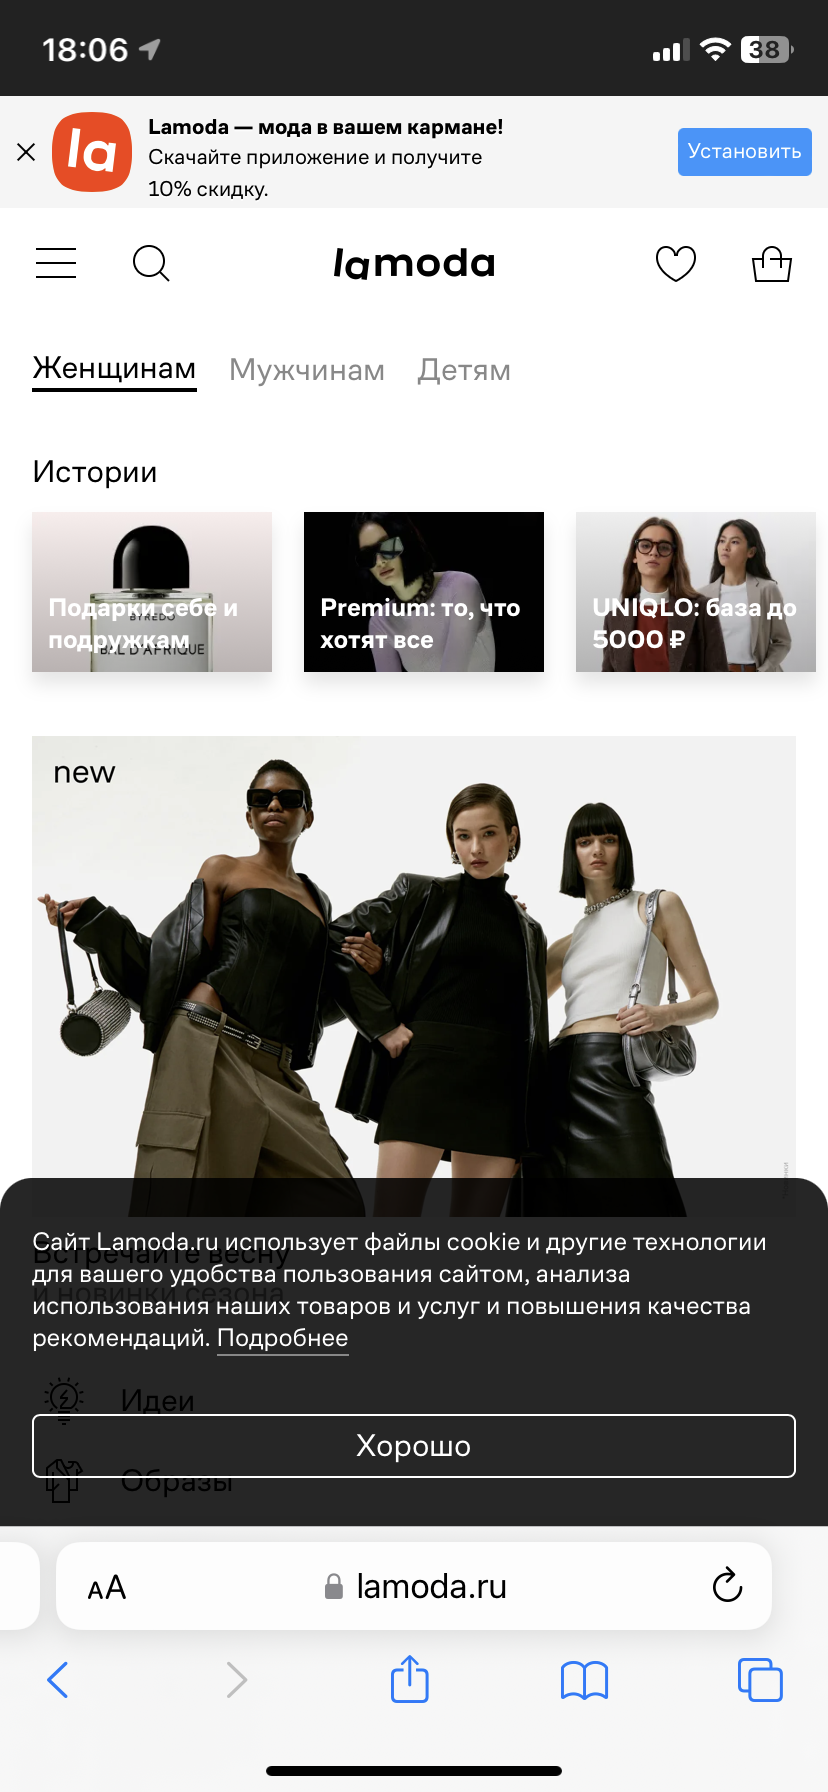 18:06
38
Lamoda — мода в вашем кармане!
Скачайте приложение и получите
10% скидку.
la
Установить
lamoda
Женщинам Мужчинам Детям
Истории
Подарки себе и
подружкам
BYREDO
BAL D'AFRIQUE
Premium: то, что
хотят все
UNIQLO: база до
5000 ₽
new
Сайт Lamoda.ru использует файлы cookie и другие технологии
для вашего удобства пользования сайтом, анализа
использования наших товаров и услуг и повышения качества
рекомендаций. Подробнее
Встречайте весну
и новинки сезона
Идеи
Хорошо
Образы
AA
lamoda.ru